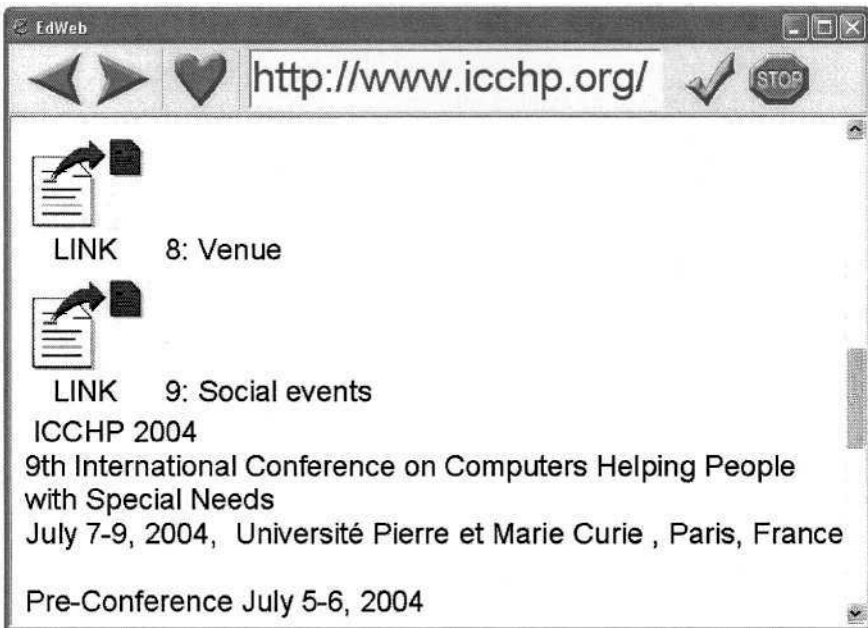 EdWeb
http://www.icchp.org/
STOP
LINK 8: Venue
LINK 9: Social events
ICCHP 2004
9th International Conference on Computers Helping People
with Special Needs
July 7-9, 2004, Université Pierre et Marie Curie , Paris, France
Pre-Conference July 5-6, 2004